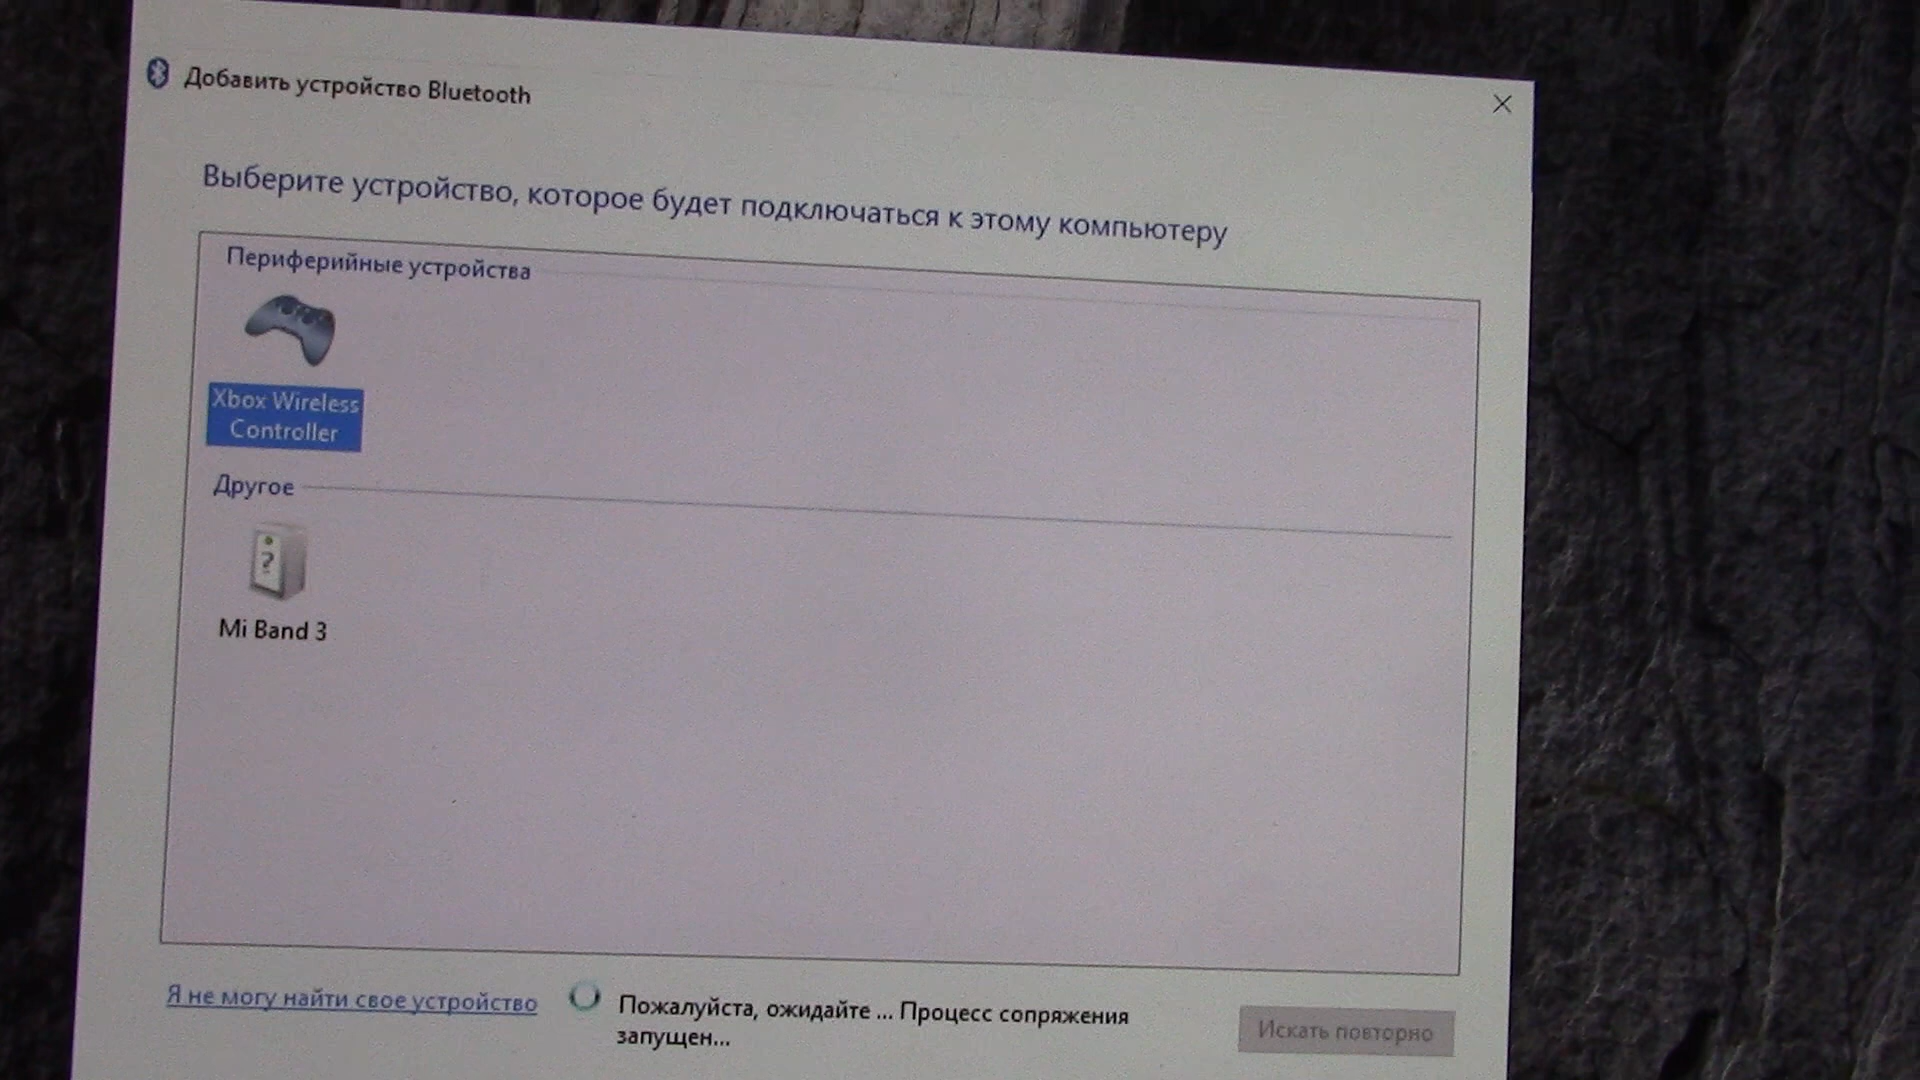 Добавить устройство Bluetooth
Выберите устройство, которое будет подключаться к этому компьютеру
Периферийные устройства
Xbox Wireless
Controller
Другое
?
Mi Band 3
Я не могу найти свое устройство
Пожалуйста, ожидайте ... Процесс сопряжения
запущен...
Искать повторно